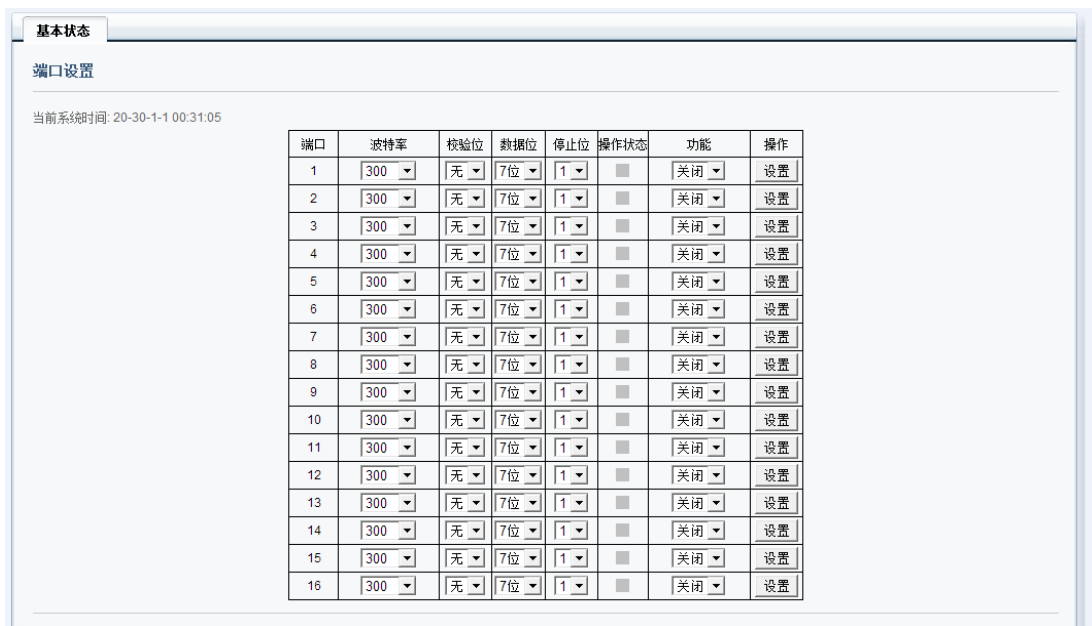 基本状态
端口设置
当前系统时间: 20-30-1-1 00:31:05
端口 波特率 校验位 数据位 停止位 操作状态 功能 操作
1 300 无 7位 1 关闭 设置
2 300 无 7位 1 关闭 设置
3 300 无 7位 1 关闭 设置
4 300 无 7位 1 关闭 设置
5 300 无 7位 1 关闭 设置
6 300 无 7位 1 关闭 设置
7 300 无 7位 1 关闭 设置
8 300 无 7位 1 关闭 设置
9 300 无 7位 1 关闭 设置
10 300 无 7位 1 关闭 设置
11 300 无 7位 1 关闭 设置
12 300 无 7位 1 关闭 设置
13 300 无 7位 1 关闭 设置
14 300 无 7位 1 关闭 设置
15 300 无 7位 1 关闭 设置
16 300 无 7位 1 关闭 设置